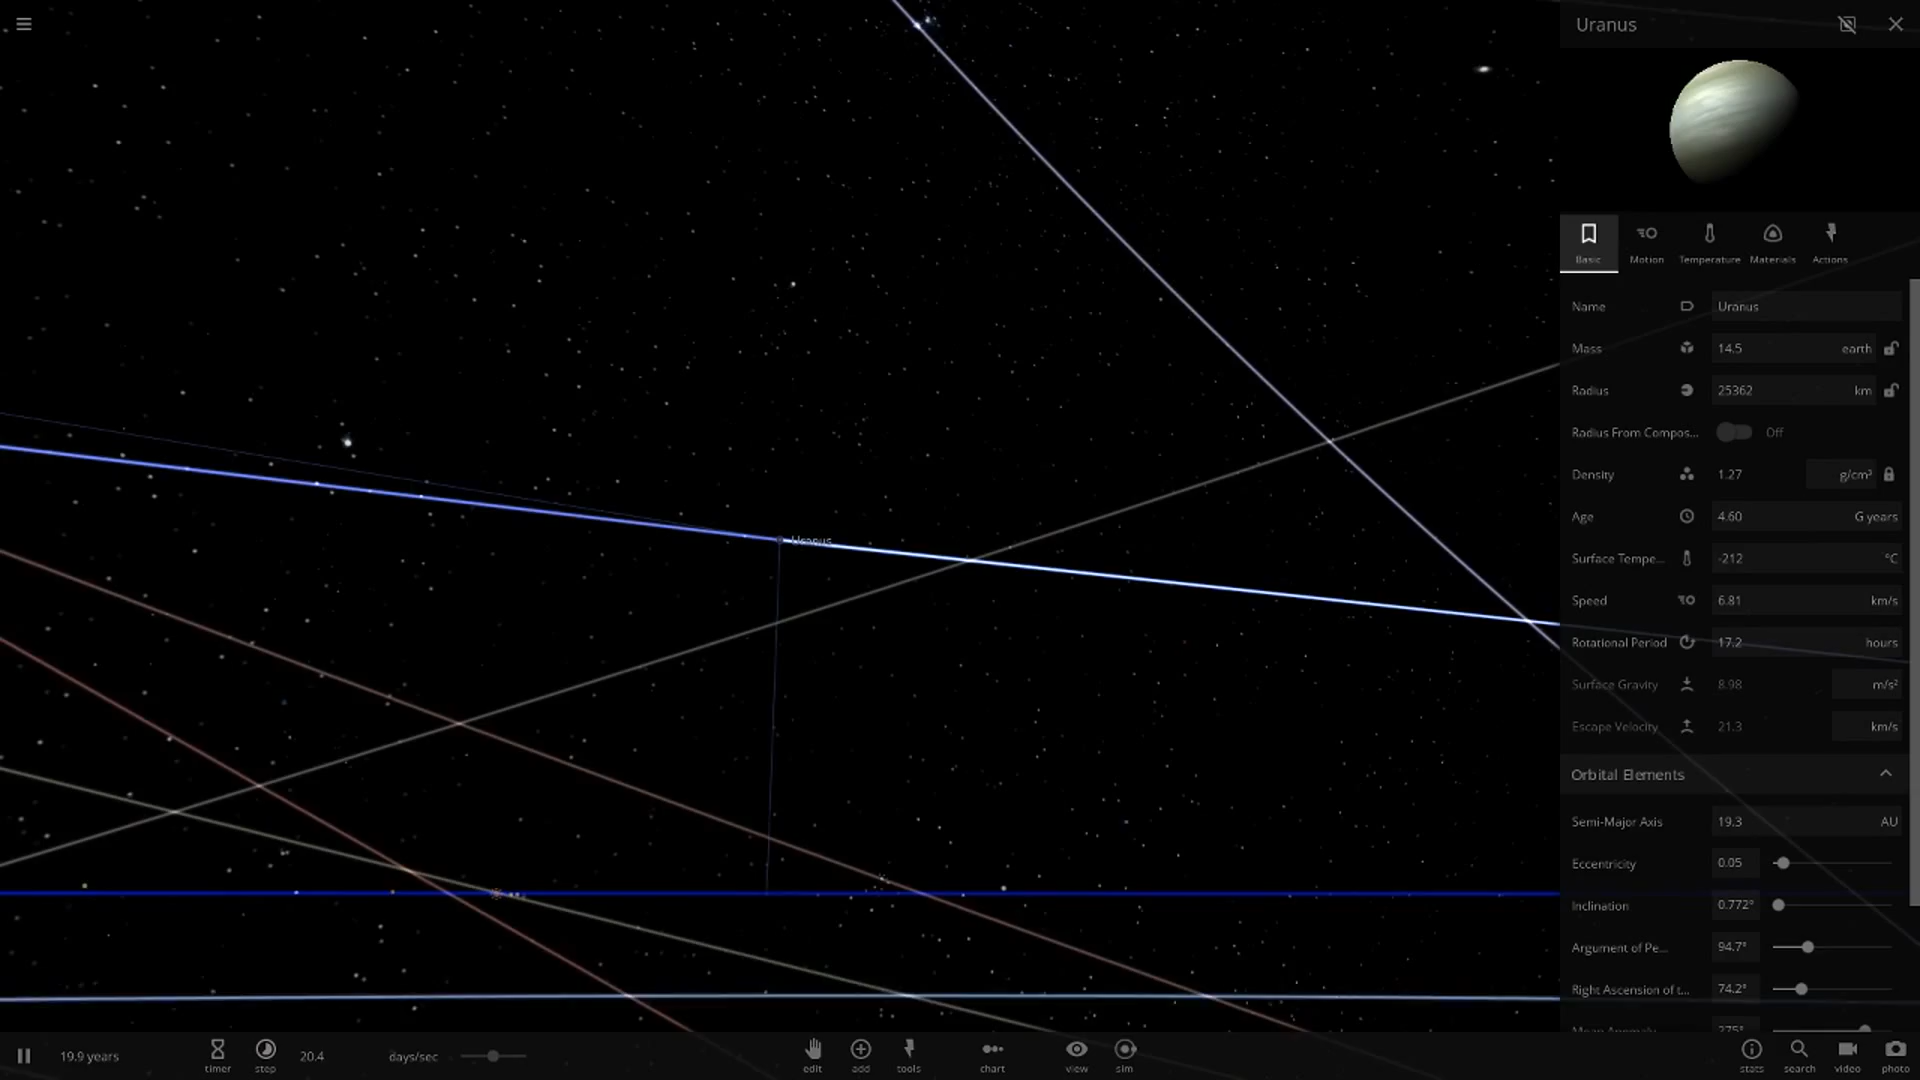 Uranus
Basic
Motion
Temperature
Materials
Actions
Name Uranus
Mass 14.5 earth
Radius 25362 km
Radius From Compos... Off
Density 1.27 g/cm³
Age 4.60 G years
Surface Tempe... -212 °C
Uranus
Speed 6.81 km/s
Rotational Period 17.2 hours
Surface Gravity 8.98 m/s²
Escape Velocity 21.3 km/s
Orbital Elements
Semi-Major Axis 19.3 AU
Eccentricity 0.05
Inclination 0.772°
Argument of Pe... 94.7°
Right Ascension of t... 74.2°
Mean Anomaly 275°
19.9 years
timer
step
20.4 days/sec
edit
add
tools
chart
view
sim
stats
search
video
photo